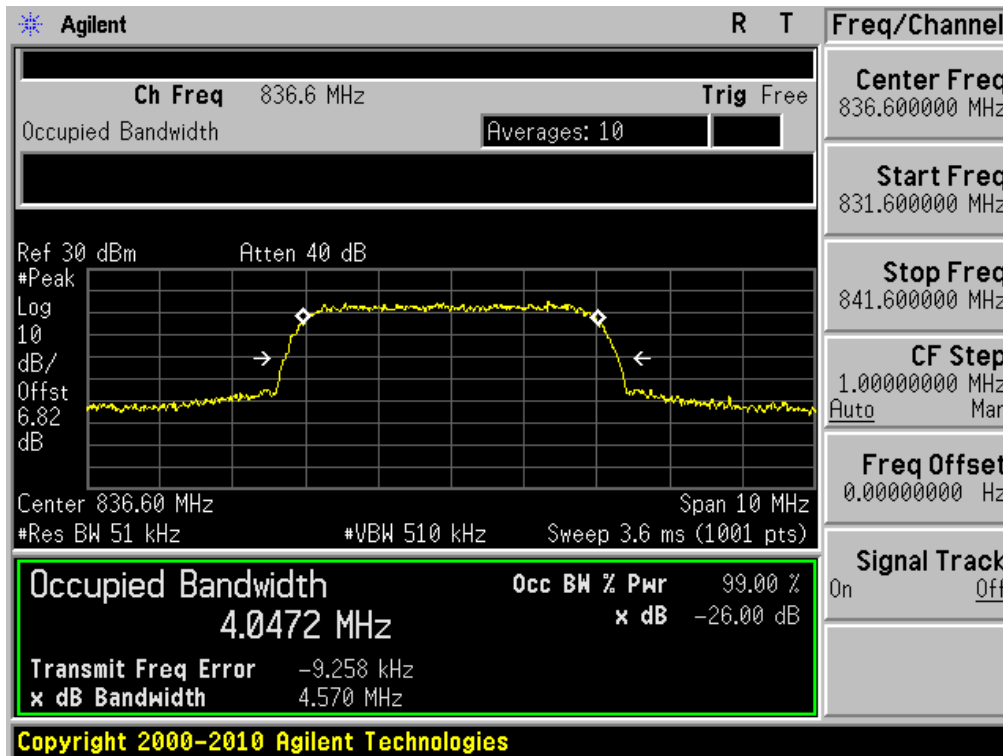 Agilent R T
Freq/Channel
Ch Freq 836.6 MHz Trig Free
Occupied Bandwidth Averages: 10
Ref 30 dBm Atten 40 dB
#Peak
Log
10
dB/
Offst
6.82
dB
Center 836.60 MHz Span 10 MHz
#Res BW 51 kHz #VBW 510 kHz Sweep 3.6 ms (1001 pts)
Occupied Bandwidth
4.0472 MHz
Occ BW % Pwr 99.00 %
x dB -26.00 dB
Transmit Freq Error -9.258 kHz
x dB Bandwidth 4.570 MHz
Copyright 2000-2010 Agilent Technologies
Center Freq
836.600000 MHz
Start Freq
831.600000 MHz
Stop Freq
841.600000 MHz
CF Step
1.00000000 MHz
Auto Man
Freq Offset
0.00000000 Hz
Signal Track
On Off